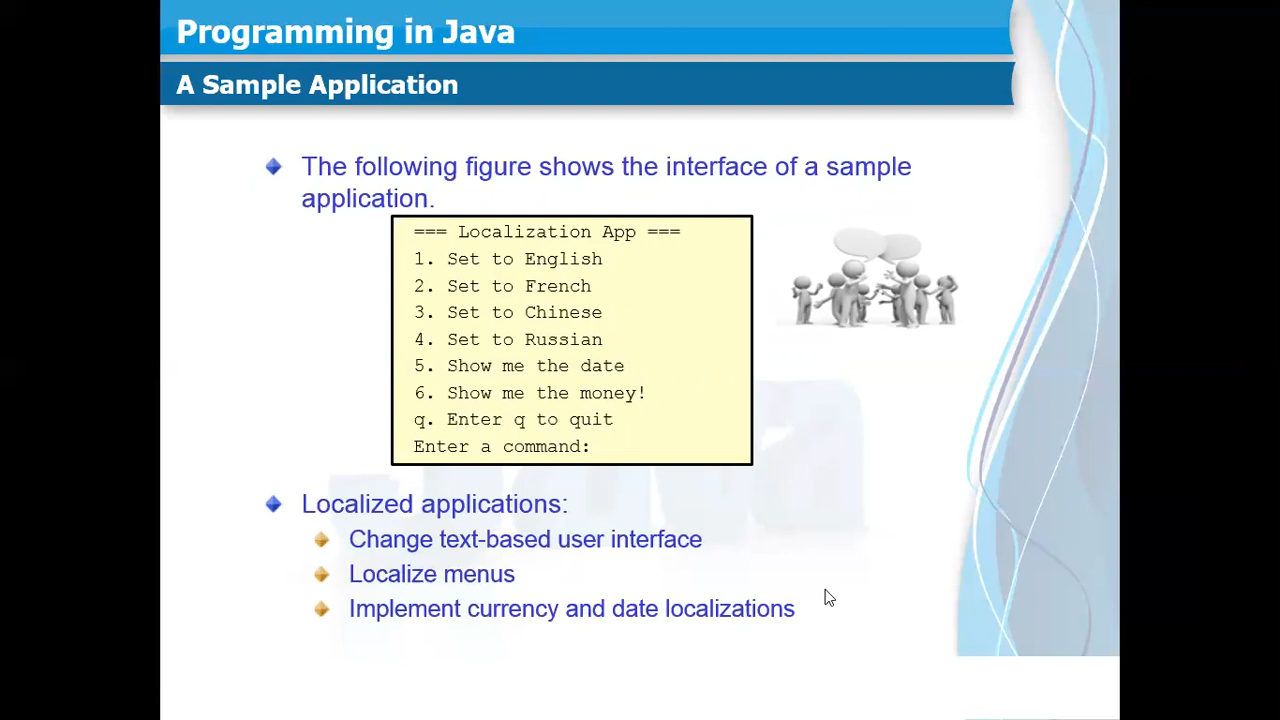 Programming in Java
A Sample Application
The following figure shows the interface of a sample
application.
=== Localization App ===
1. Set to English
2. Set to French
3. Set to Chinese
4. Set to Russian
5. Show me the date
6. Show me the money!
q. Enter q to quit
Enter a command:
Localized applications:
Change text-based user interface
Localize menus
Implement currency and date localizations
Java